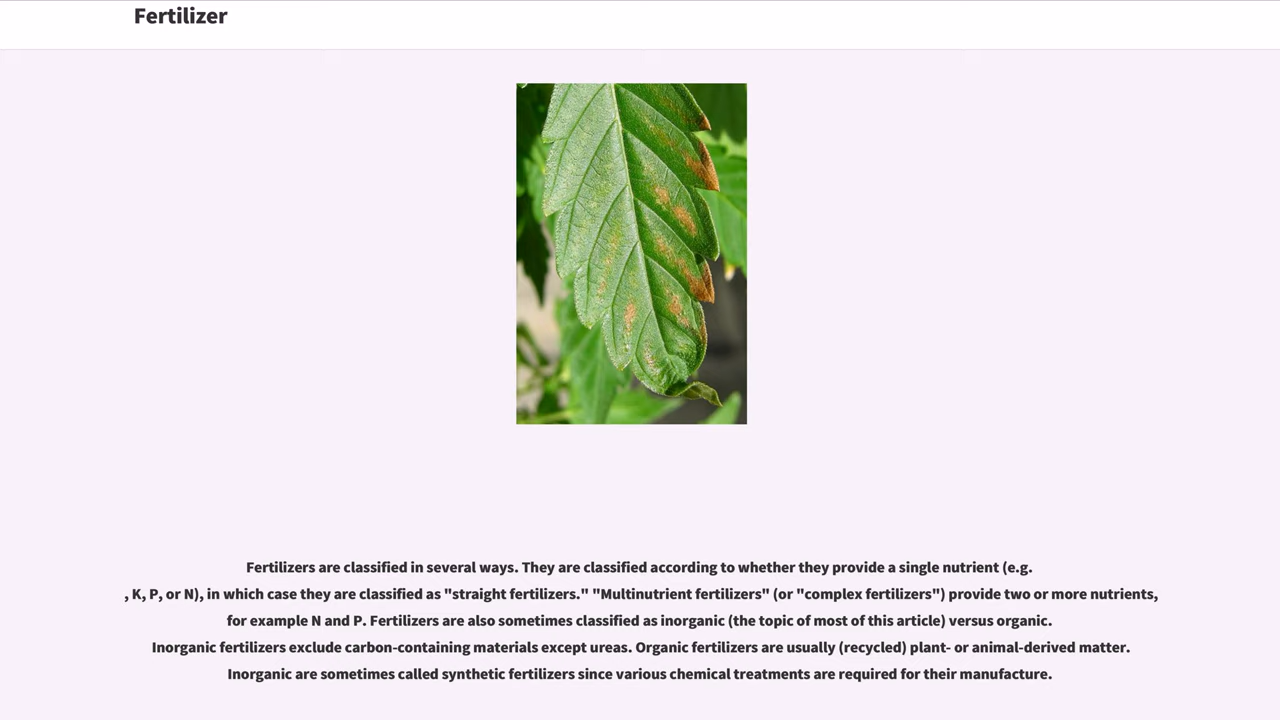 Fertilizer
Fertilizers are classified in several ways. They are classified according to whether they provide a single nutrient (e.g.
, K, P, or N), in which case they are classified as "straight fertilizers." "Multinutrient fertilizers" (or "complex fertilizers") provide two or more nutrients,
for example N and P. Fertilizers are also sometimes classified as inorganic (the topic of most of this article) versus organic.
Inorganic fertilizers exclude carbon-containing materials except ureas. Organic fertilizers are usually (recycled) plant- or animal-derived matter.
Inorganic are sometimes called synthetic fertilizers since various chemical treatments are required for their manufacture.